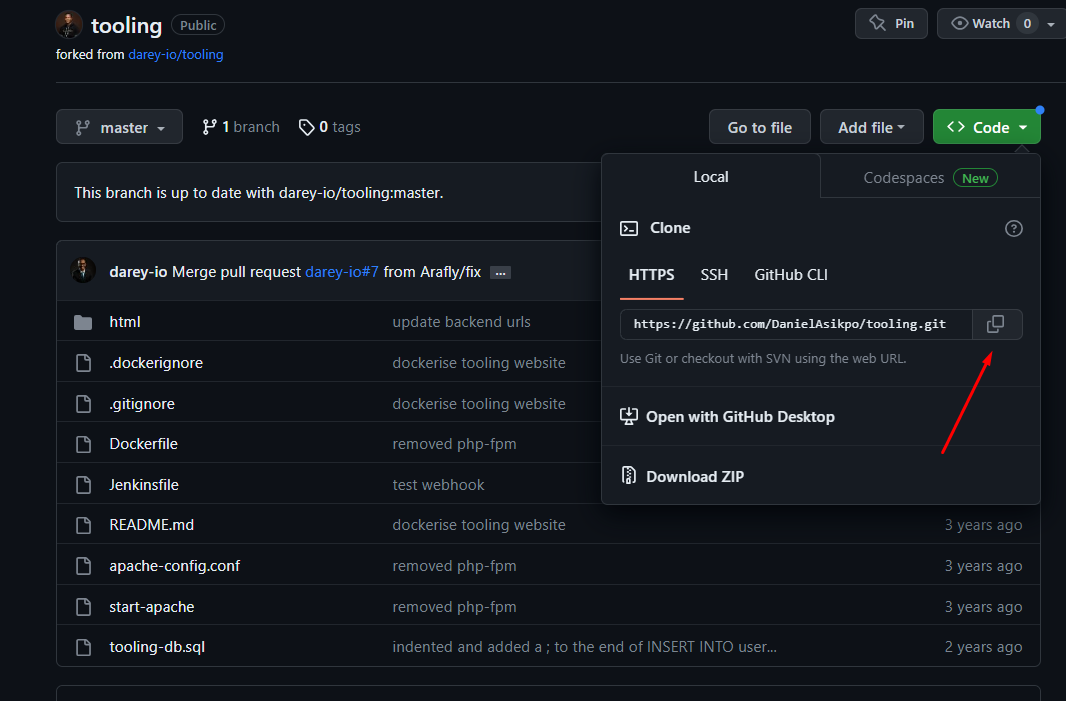 tooling Public Pin Watch 0
forked from darey-io/tooling
master 1 branch 0 tags Go to file Add file Code
This branch is up to date with darey-io/tooling:master.
Local Codespaces New
Clone
HTTPS SSH GitHub CLI
https://github.com/DanielAsikpo/tooling.git
Use Git or checkout with SVN using the web URL.
Open with GitHub Desktop
Download ZIP
darey-io Merge pull request darey-io#7 from Arafly/fix ...
html update backend urls
.dockerignore dockerise tooling website
.gitignore dockerise tooling website
Dockerfile removed php-fpm
Jenkinsfile test webhook
README.md dockerise tooling website 3 years ago
apache-config.conf removed php-fpm 3 years ago
start-apache removed php-fpm 3 years ago
tooling-db.sql indented and added a ; to the end of INSERT INTO user... 2 years ago